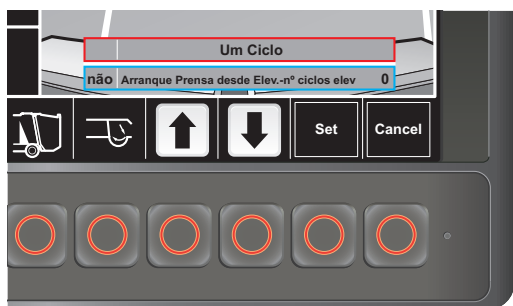 Um Ciclo
não Arranque Prensa desde Elev.-nº ciclos elev 0
Set Cancel